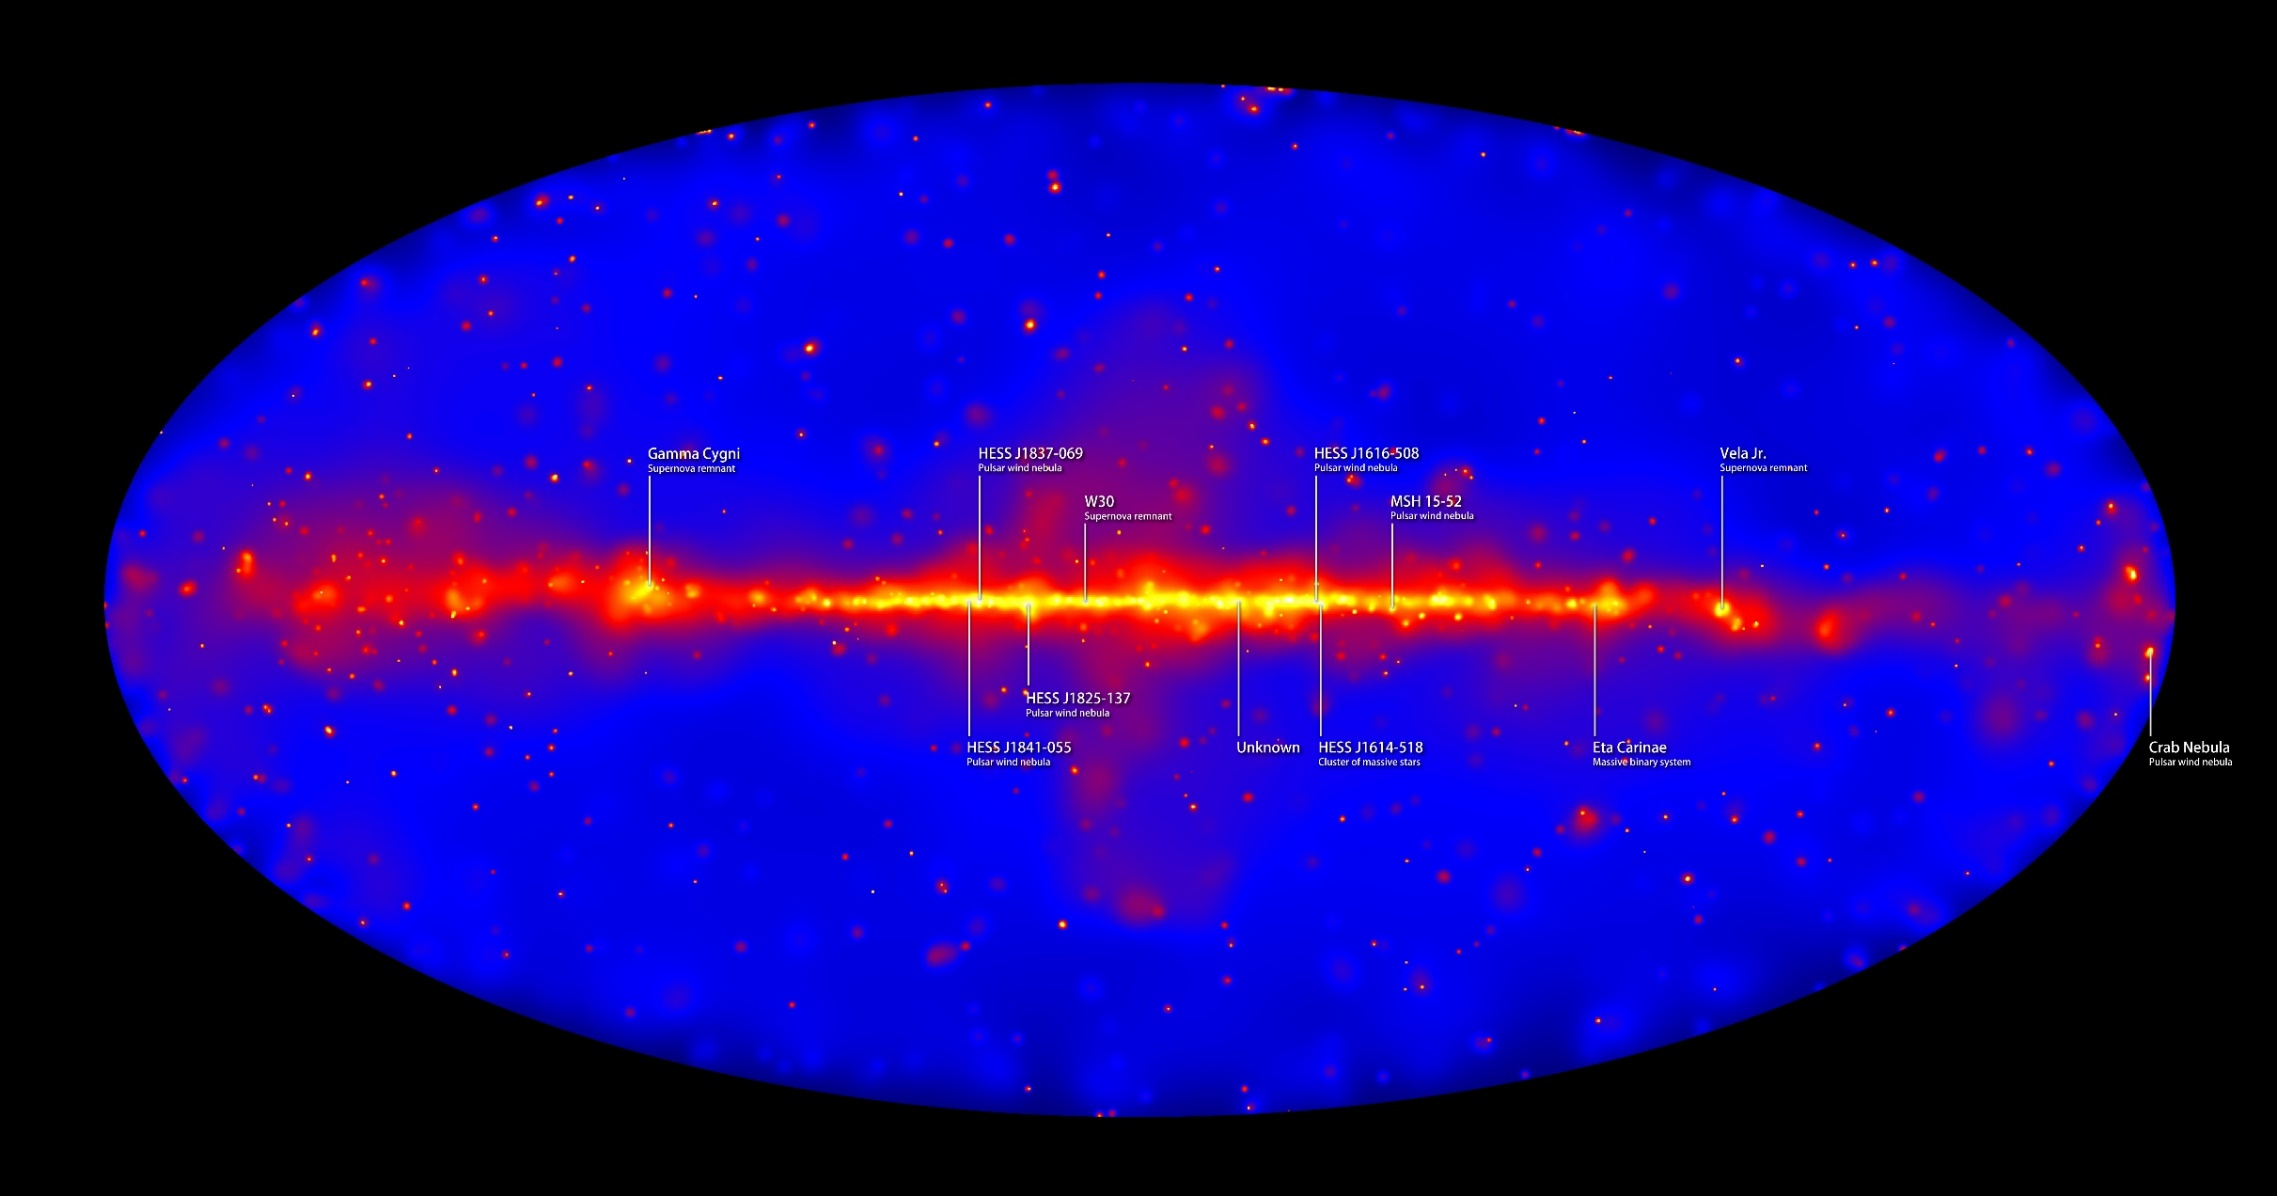 Gamma Cygni
Supernova remnant
HESS J1837-069
Pulsar wind nebula
HESS J1616-508
Pulsar wind nebula
Vela Jr.
Supernova remnant
W30
Supernova remnant
MSH 15-52
Pulsar wind nebula
HESS J1825-137
Pulsar wind nebula
HESS J1841-055
Pulsar wind nebula
Unknown
HESS J1614-518
Cluster of massive stars
Eta Carinae
Massive binary system
Crab Nebula
Pulsar wind nebula